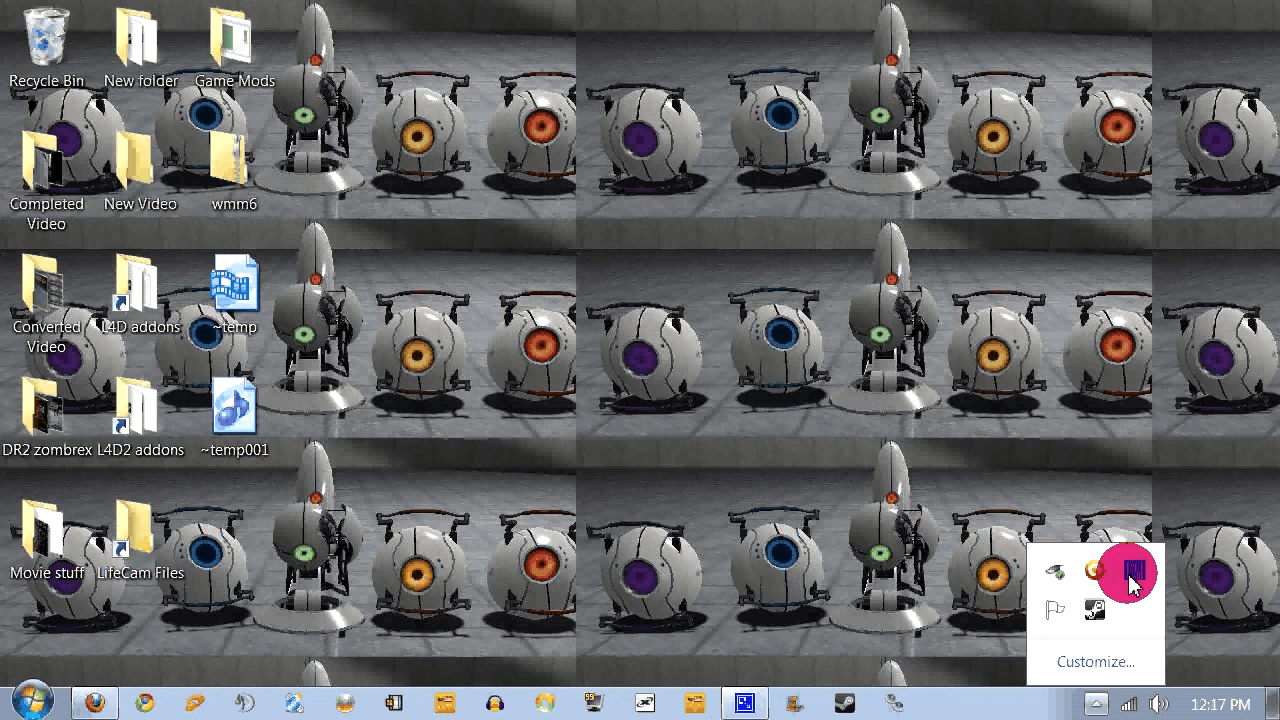 Recycle Bin
New folder
Game Mods
Completed
Video
New Video
wmm6
Converted
Video
L4D addons
~temp
DR2 zombrex
L4D2 addons
~temp001
Movie stuff
LifeCam Files
Customize...
12:17 PM